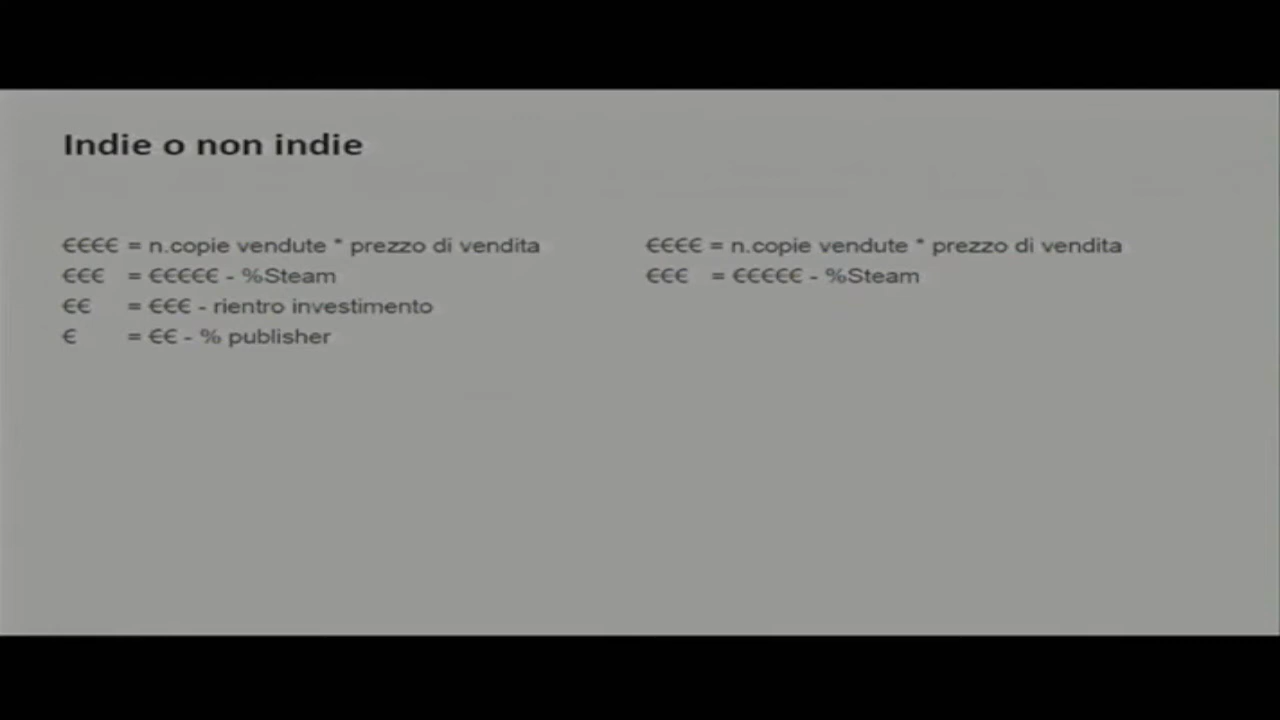 Indie o non indie
€€€€ = n.copie vendute * prezzo di vendita
€€€ = €€€€€ - %Steam
€€ = €€€ - rientro investimento
€ = €€ - % publisher
€€€€ = n.copie vendute * prezzo di vendita
€€€ = €€€€€ - %Steam